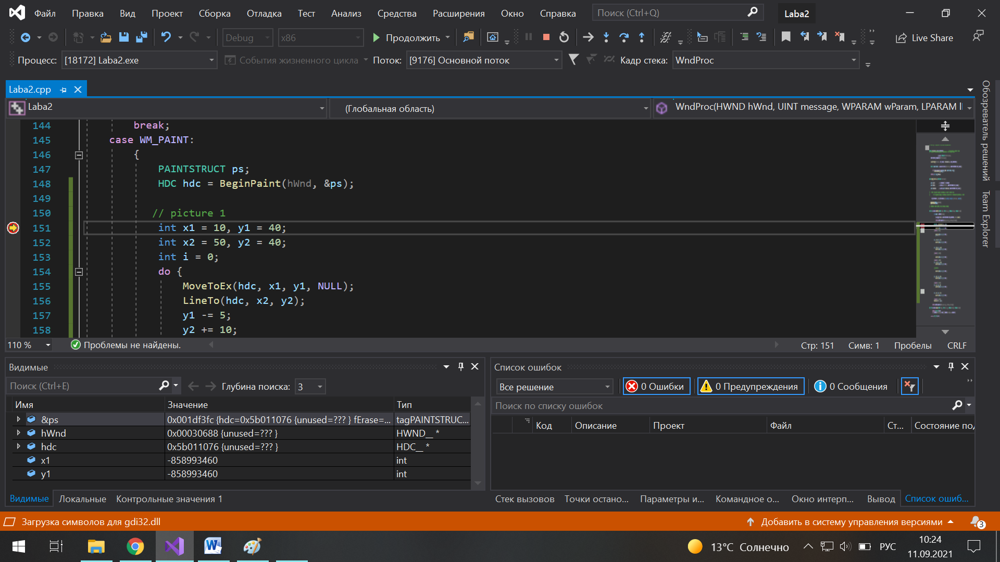 Файл Правка Вид Проект Сборка Отладка Тест Анализ Средства Расширения Окно Справка Поиск (Ctrl+Q) Laba2
Debug x86 Продолжить Live Share
Процесс: [18172] Laba2.exe События жизненного цикла Поток: [9176] Основной поток Кадр стека: WndProc
Laba2.cpp
Laba2 (Глобальная область) WndProc(HWND hWnd, UINT message, WPARAM wParam, LPARAM l
144 break;
145 case WM_PAINT:
146 {
147 PAINTSTRUCT ps;
148 HDC hdc = BeginPaint(hWnd, &ps);
149
150 // picture 1
151 int x1 = 10, y1 = 40;
152 int x2 = 50, y2 = 40;
153 int i = 0;
154 do {
155 MoveToEx(hdc, x1, y1, NULL);
156 LineTo(hdc, x2, y2);
157 y1 -= 5;
158 y2 += 10;
110 % Проблемы не найдены. Стр: 151 Симв: 1 Пробелы CRLF
Обозреватель решений
Team Explorer
Видимые
Поиск (Ctrl+E) Глубина поиска: 3
Имя Значение Тип
&ps 0x001df3fc {hdc=0x5b011076 {unused=??? } fErase=... tagPAINTSTRUC...
hWnd 0x00030688 {unused=??? } HWND__ *
hdc 0x5b011076 {unused=??? } HDC__ *
x1 -858993460 int
y1 -858993460 int
Видимые Локальные Контрольные значения 1
Список ошибок
Все решение 0 Ошибки 0 Предупреждения 0 Сообщения
Поиск по списку ошибок
Код Описание Проект Файл Ст... Состояние по
Стек вызовов Точки остано... Параметры и... Командное о... Окно интерп... Вывод Список ошиб...
Загрузка символов для gdi32.dll Добавить в систему управления версиями 3
13°C Солнечно РУС 10:24
11.09.2021